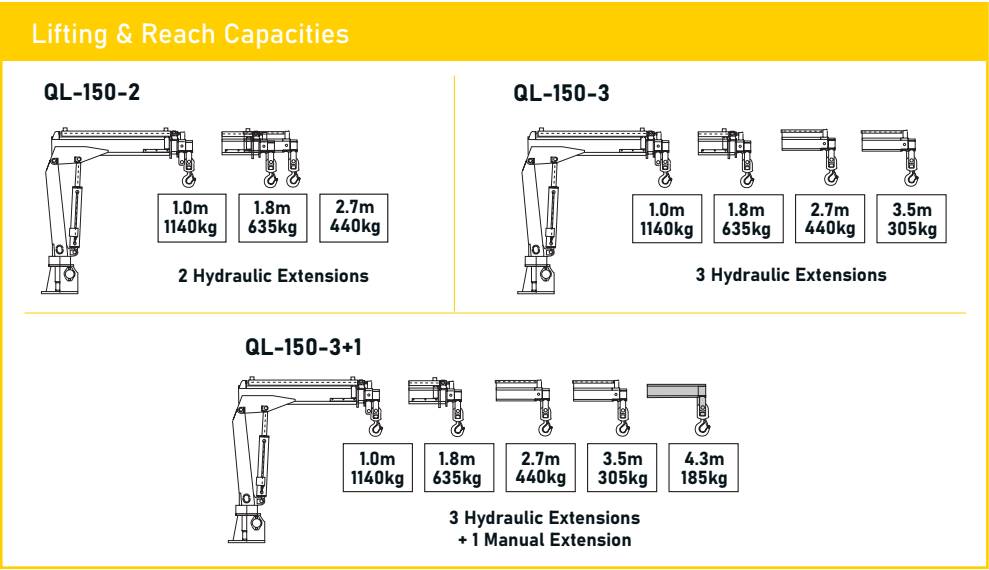 Lifting & Reach Capacities
QL-150-2
1.0m
1140kg
1.8m
635kg
2.7m
440kg
2 Hydraulic Extensions
QL-150-3
1.0m
1140kg
1.8m
635kg
2.7m
440kg
3.5m
305kg
3 Hydraulic Extensions
QL-150-3+1
1.0m
1140kg
1.8m
635kg
2.7m
440kg
3.5m
305kg
4.3m
185kg
3 Hydraulic Extensions
+ 1 Manual Extension